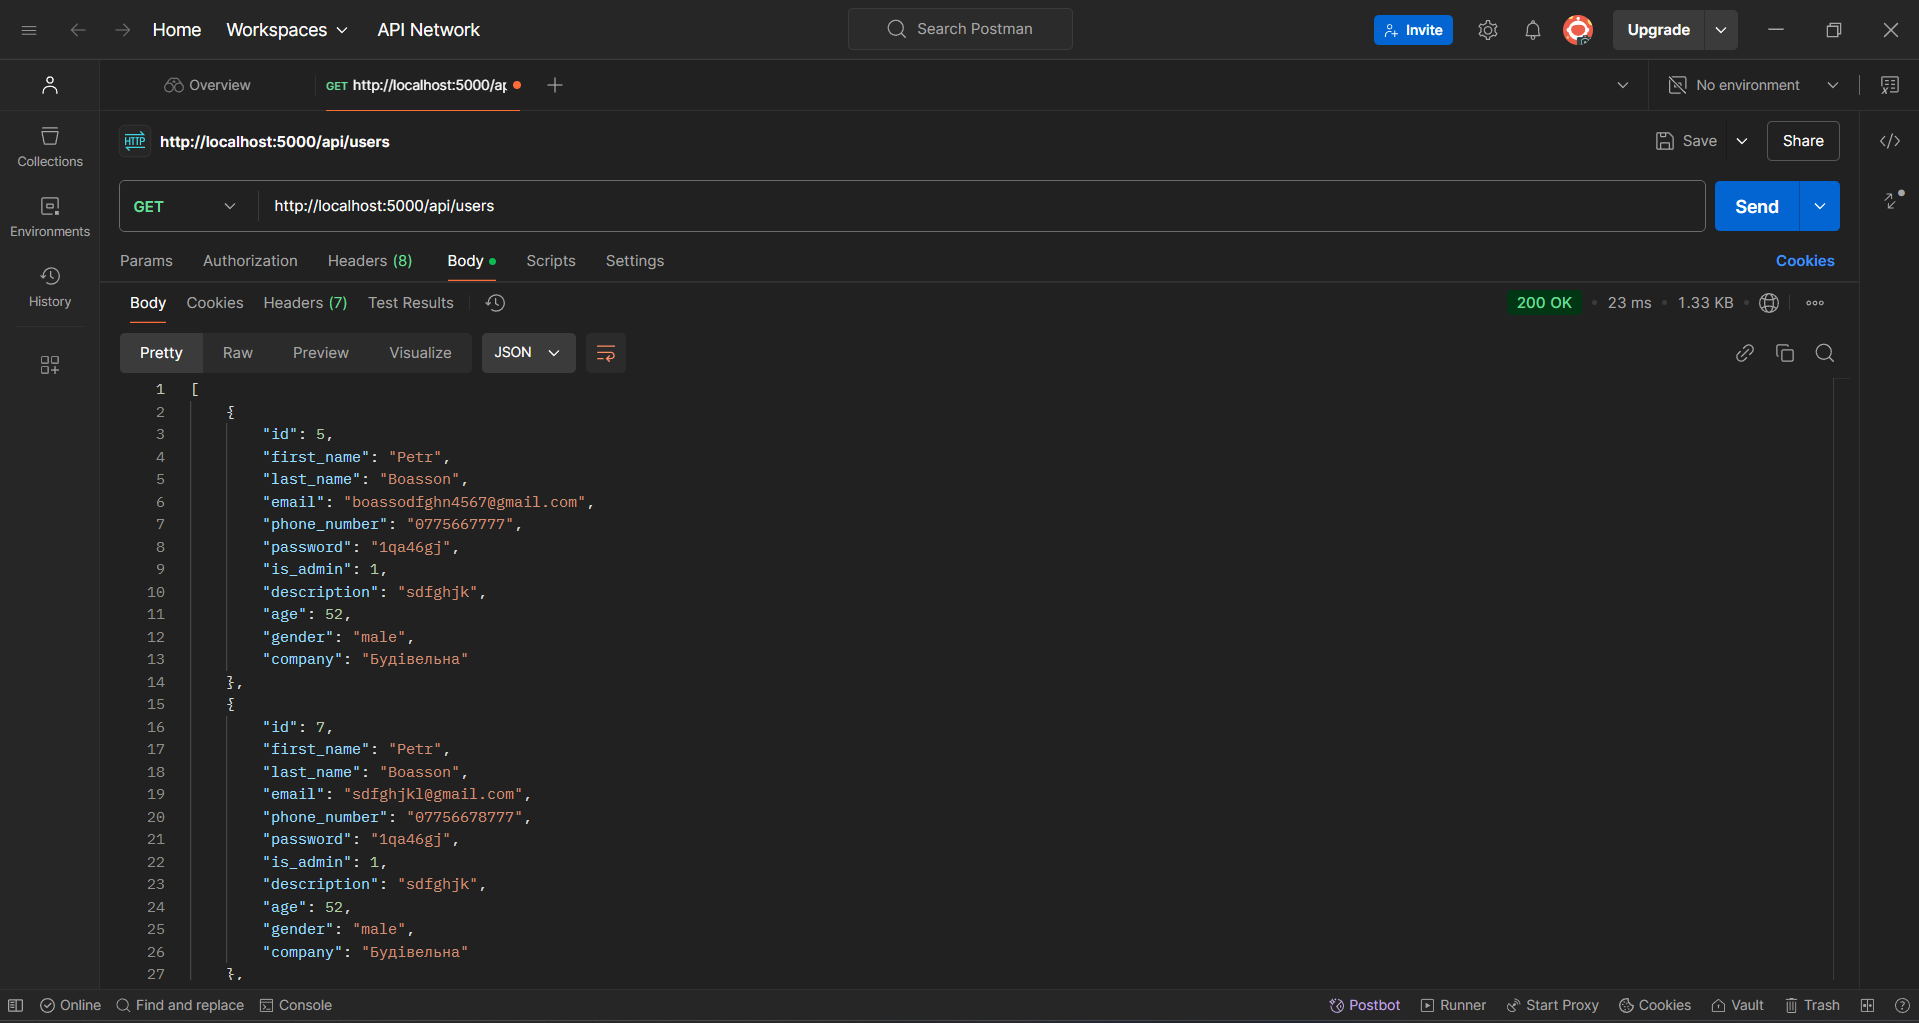 Home Workspaces API Network Search Postman Invite Upgrade
Overview GET http://localhost:5000/ap No environment
HTTP http://localhost:5000/api/users Save Share
Collections
GET http://localhost:5000/api/users Send
Environments
Params Authorization Headers (8) Body Scripts Settings Cookies
History
Body Cookies Headers (7) Test Results 200 OK 23 ms 1.33 KB
Pretty Raw Preview Visualize JSON
1 [
2 {
3 "id": 5,
4 "first_name": "Petr",
5 "last_name": "Boasson",
6 "email": "boassodfghn4567@gmail.com",
7 "phone_number": "0775667777",
8 "password": "1qa46gj",
9 "is_admin": 1,
10 "description": "sdfghjk",
11 "age": 52,
12 "gender": "male",
13 "company": "Будівельна"
14 },
15 {
16 "id": 7,
17 "first_name": "Petr",
18 "last_name": "Boasson",
19 "email": "sdfghjkl@gmail.com",
20 "phone_number": "07756678777",
21 "password": "1qa46gj",
22 "is_admin": 1,
23 "description": "sdfghjk",
24 "age": 52,
25 "gender": "male",
26 "company": "Будівельна"
27 },
Online Find and replace Console Postbot Runner Start Proxy Cookies Vault Trash